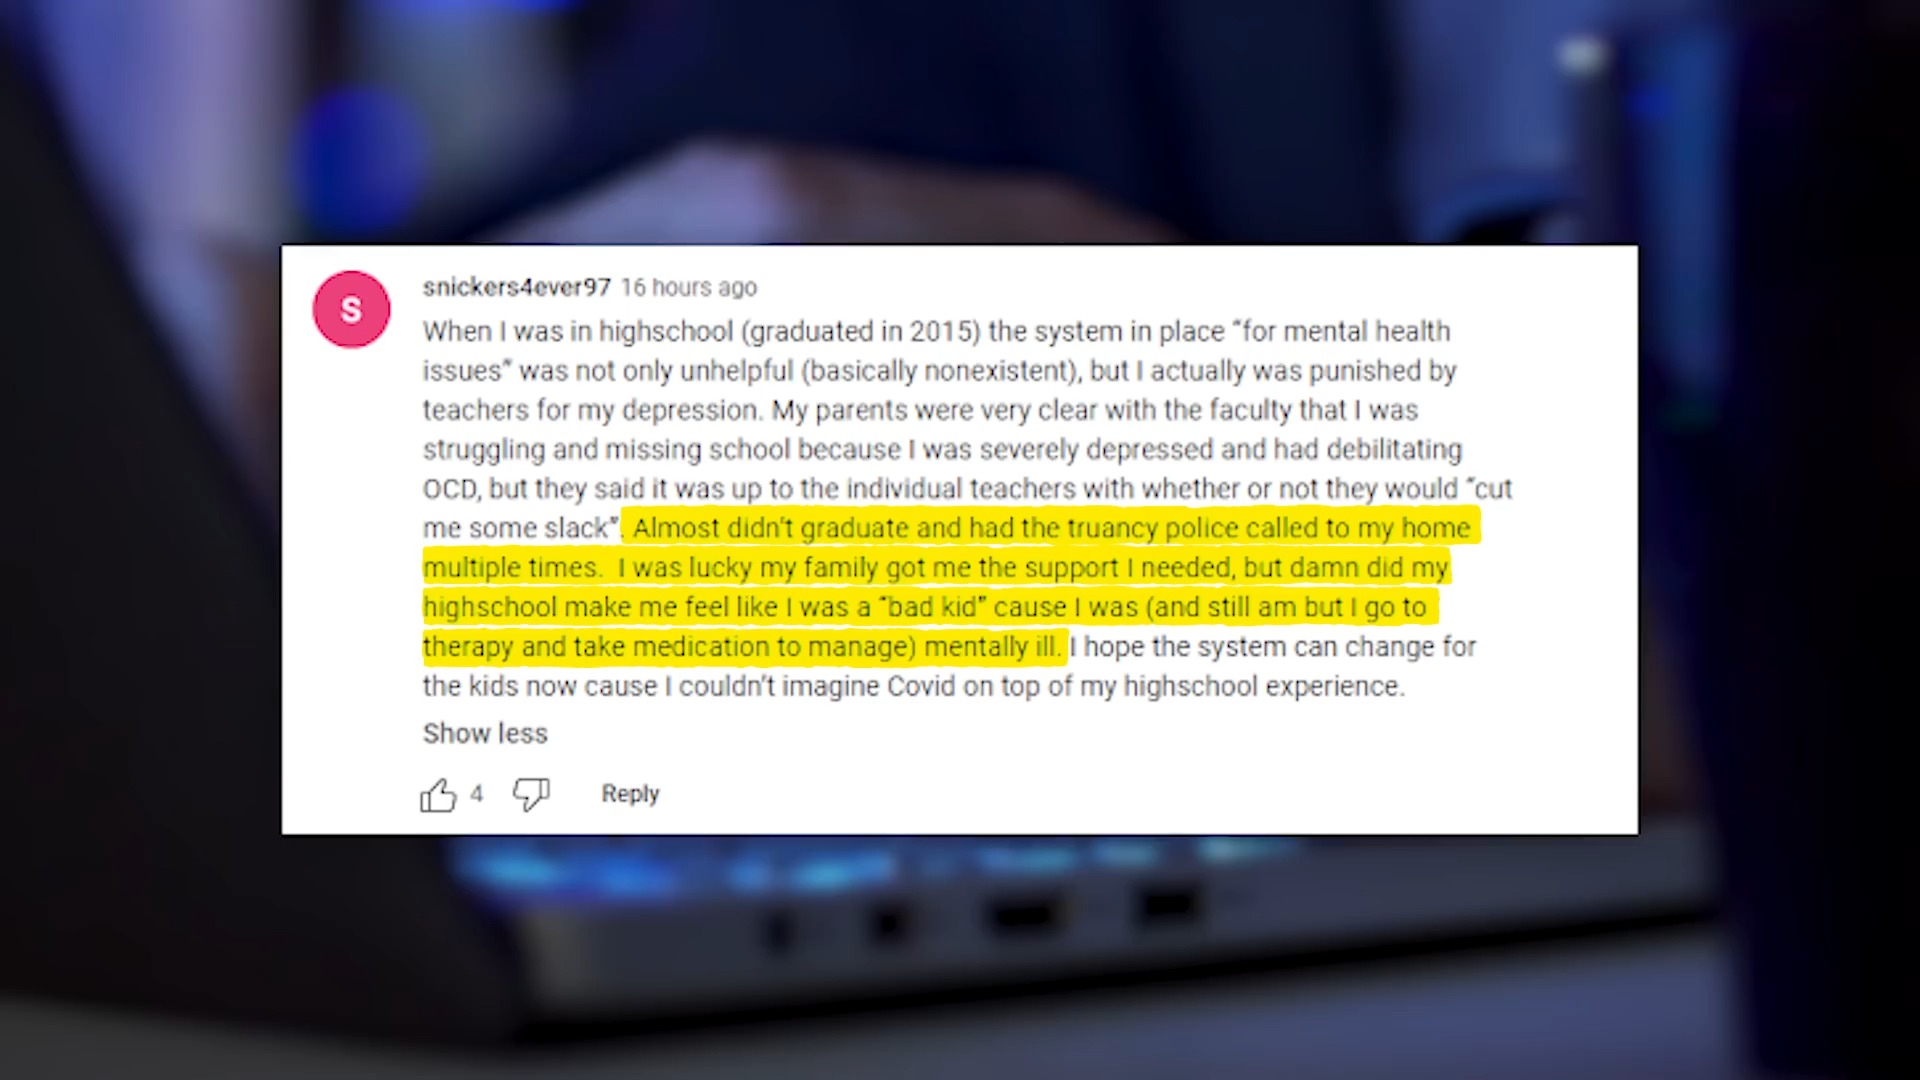 S
snickers4ever97 16 hours ago
When I was in highschool (graduated in 2015) the system in place “for mental health
issues” was not only unhelpful (basically nonexistent), but I actually was punished by
teachers for my depression. My parents were very clear with the faculty that I was
struggling and missing school because I was severely depressed and had debilitating
OCD, but they said it was up to the individual teachers with whether or not they would “cut
me some slack”. Almost didn’t graduate and had the truancy police called to my home
multiple times.  I was lucky my family got me the support I needed, but damn did my
highschool make me feel like I was a “bad kid” cause I was (and still am but I go to
therapy and take medication to manage) mentally ill. I hope the system can change for
the kids now cause I couldn’t imagine Covid on top of my highschool experience.
Show less
4 Reply